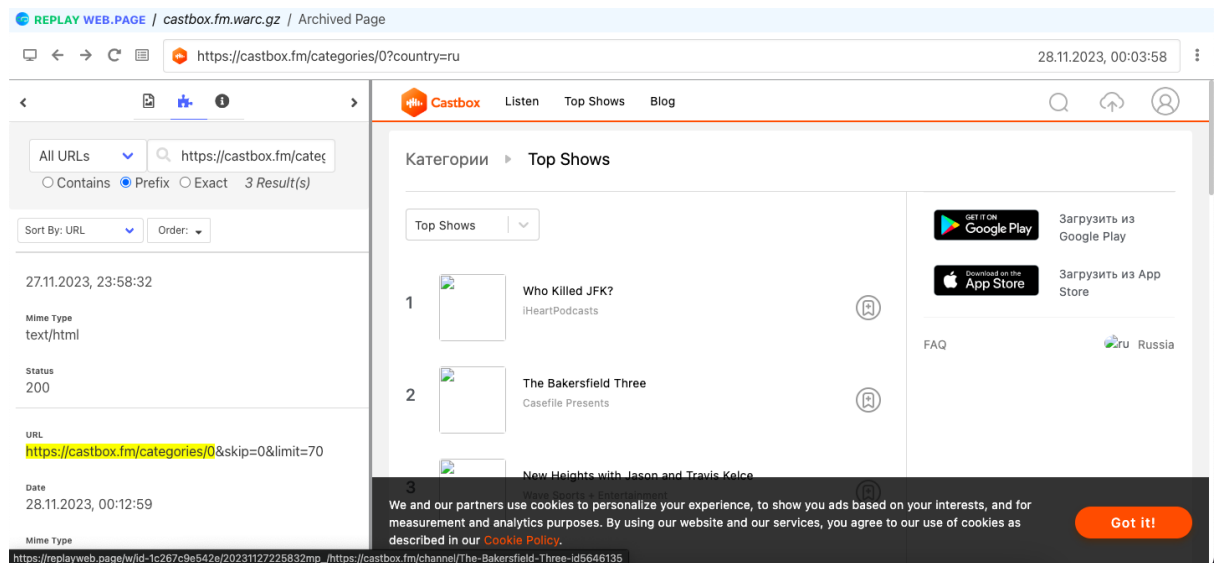 REPLAY WEB.PAGE / castbox.fm.warc.gz / Archived Page
https://castbox.fm/categories/0?country=ru
28.11.2023, 00:03:58
All URLs
https://castbox.fm/categ
Contains Prefix Exact 3 Result(s)
Sort By: URL
Order:
27.11.2023, 23:58:32
Mime Type
text/html
Status
200
URL
https://castbox.fm/categories/0&skip=0&limit=70
Date
28.11.2023, 00:12:59
Mime Type
https://replayweb.page/w/id-1c267c9e542e/20231127225832mp_/https://castbox.fm/channel/The-Bakersfield-Three-id5646135
Castbox Listen Top Shows Blog
Категории Top Shows
Top Shows
1
Who Killed JFK?
iHeartPodcasts
2
The Bakersfield Three
Casefile Presents
3
New Heights with Jason and Travis Kelce
Wave Sports + Entertainment
GET IT ON
Google Play
Загрузить из
Google Play
Download on the
App Store
Загрузить из App
Store
FAQ
ru Russia
We and our partners use cookies to personalize your experience, to show you ads based on your interests, and for
measurement and analytics purposes. By using our website and our services, you agree to our use of cookies as
described in our Cookie Policy.
Got it!